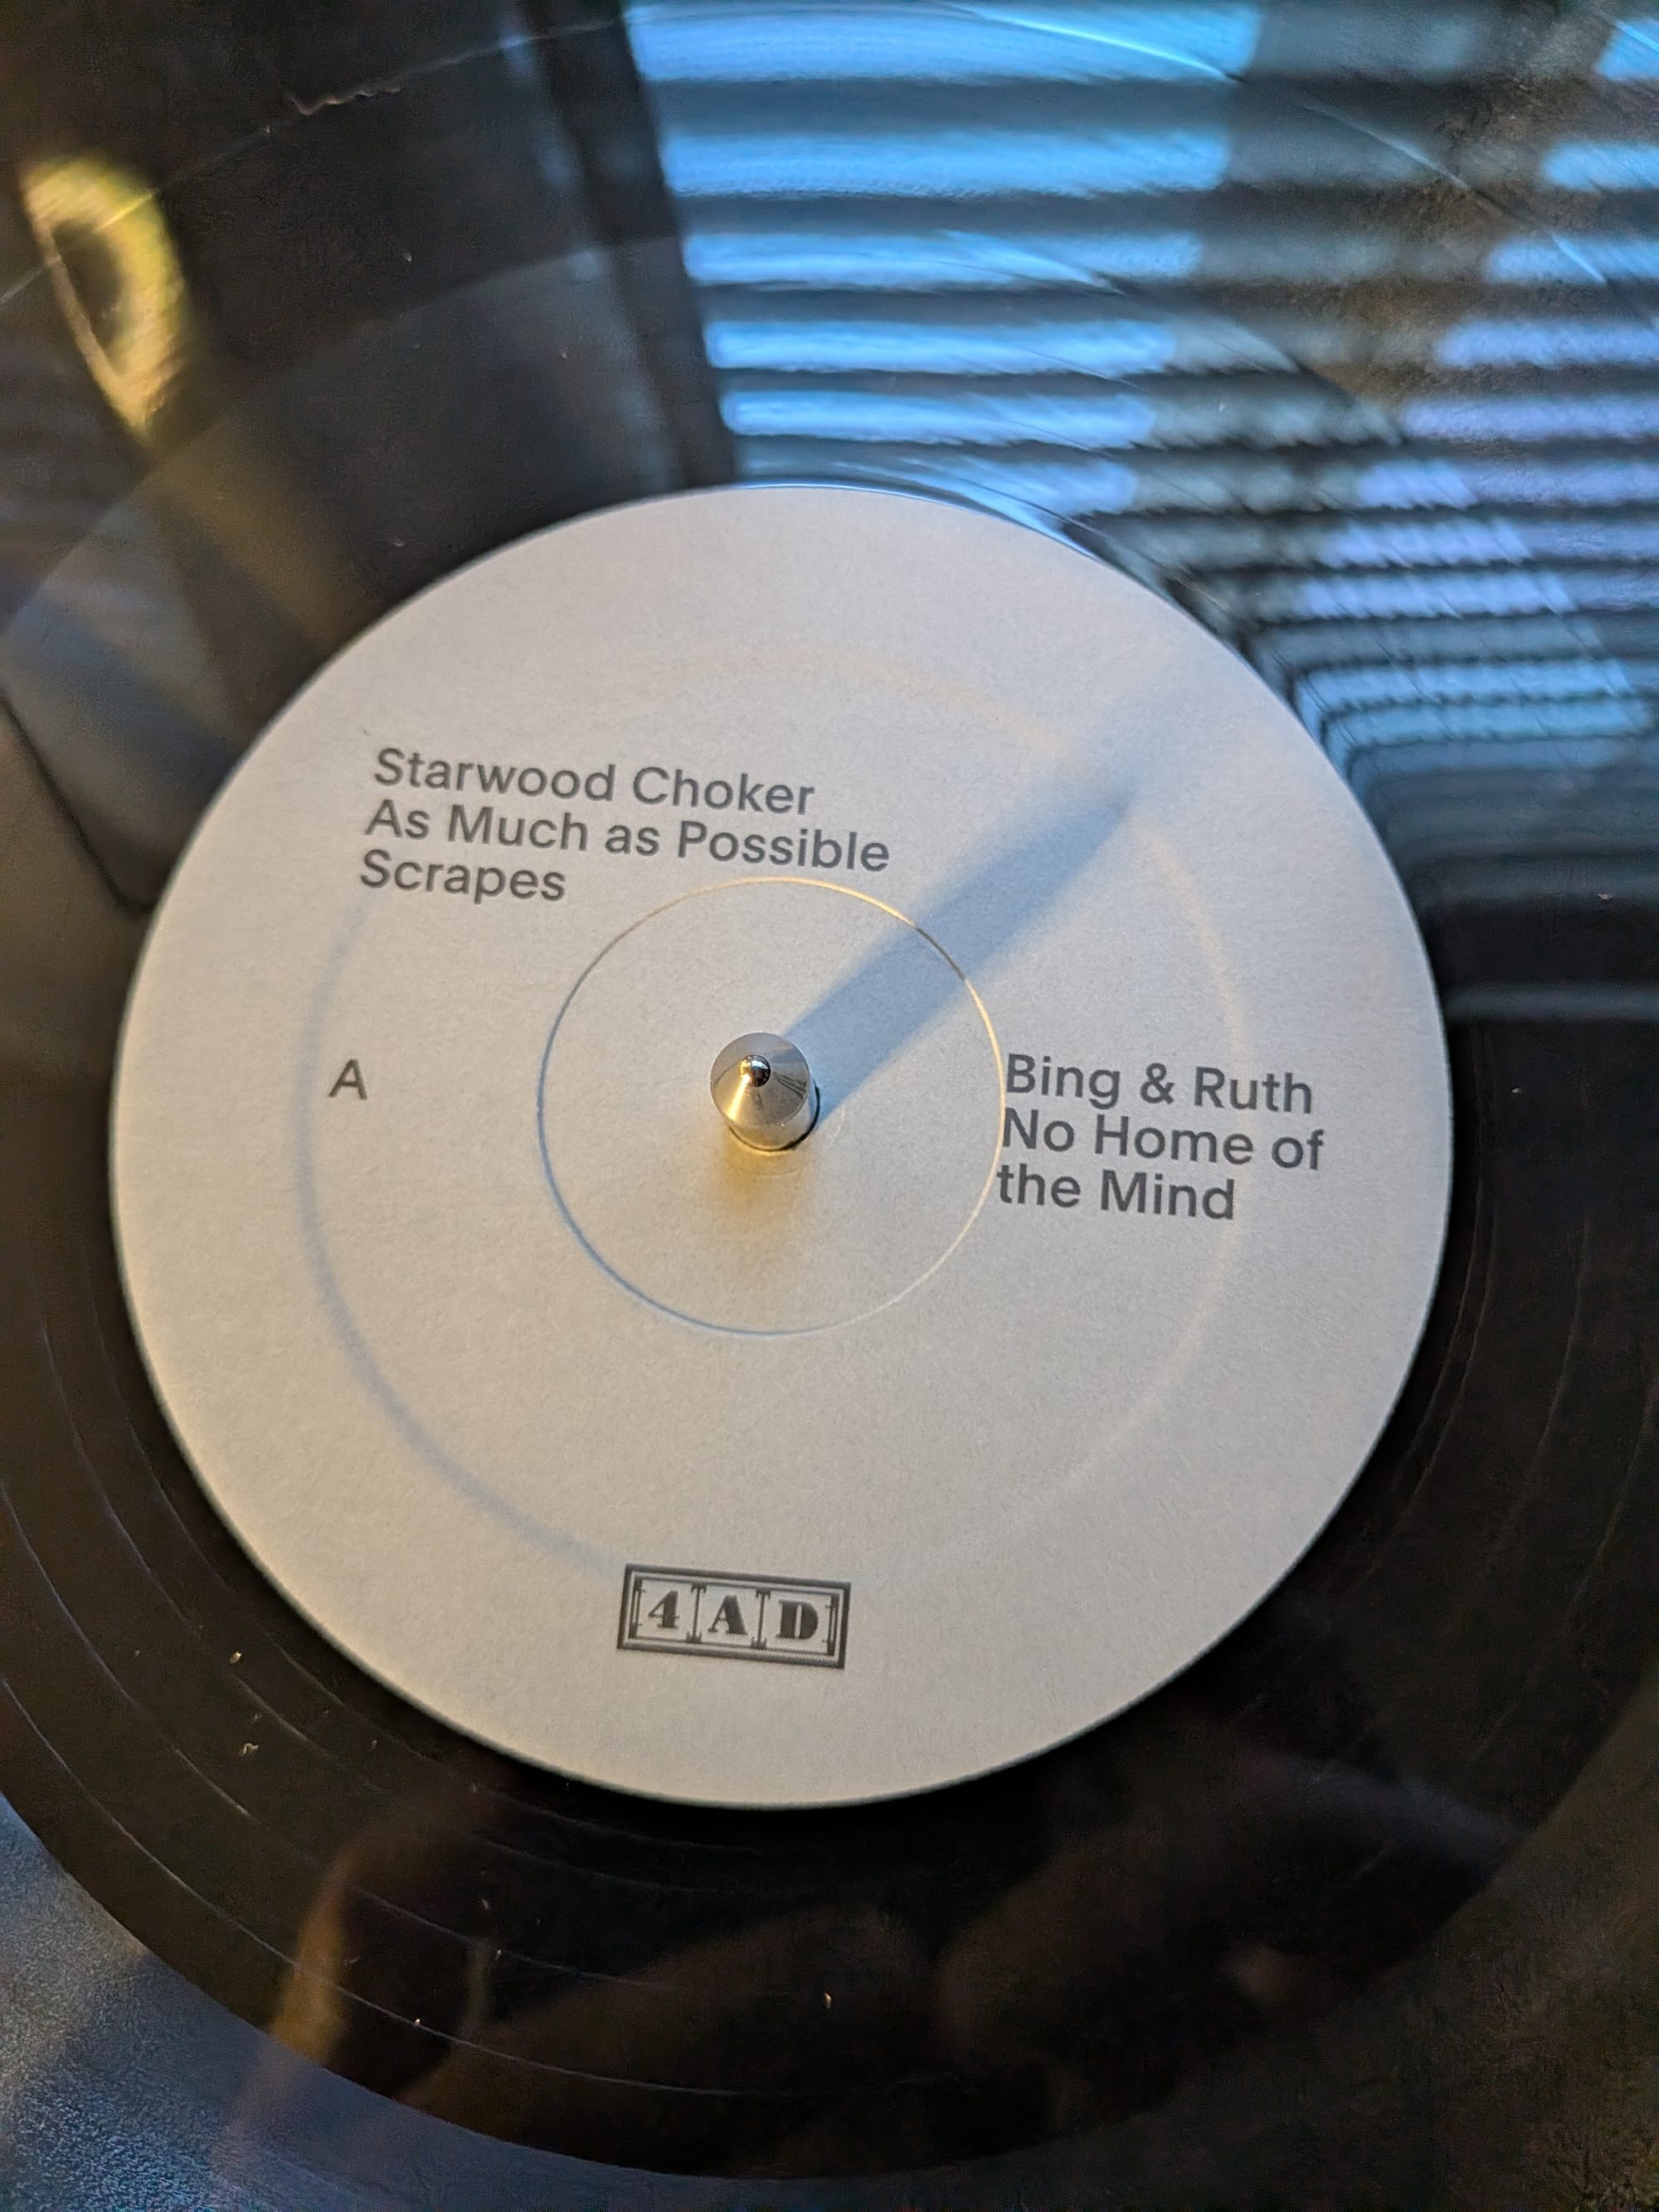 Starwood Choker
As Much as Possible
Scrapes
A
Bing & Ruth
No Home of
the Mind
4AD